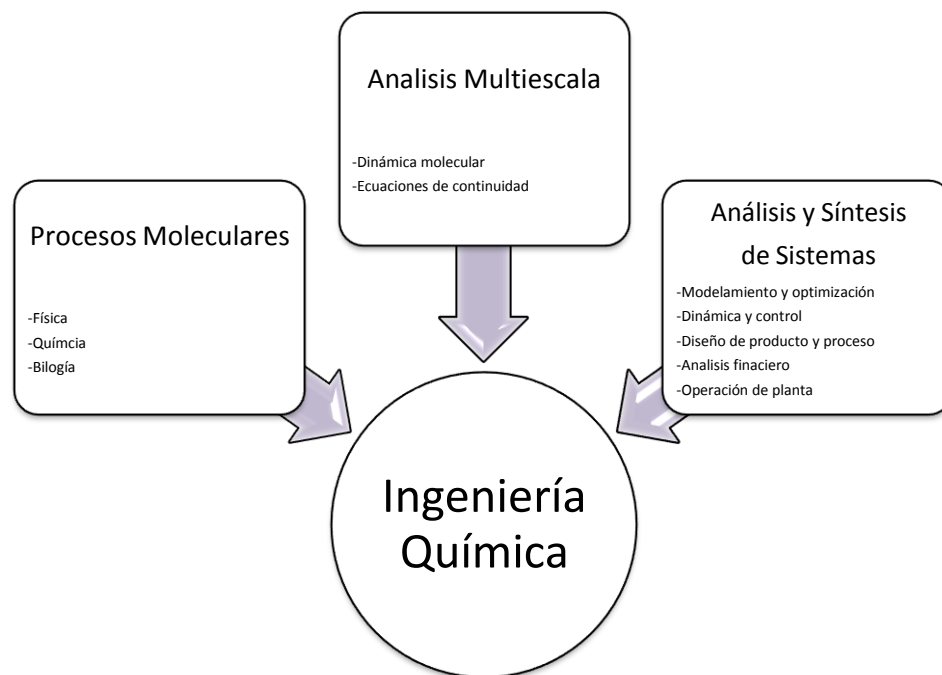 Analisis Multiescala
-Dinámica molecular
-Ecuaciones de continuidad
Procesos Moleculares
-Física
-Químcia
-Bilogía
Análisis y Síntesis
de Sistemas
-Modelamiento y optimización
-Dinámica y control
-Diseño de producto y proceso
-Analisis finaciero
-Operación de planta
Ingeniería
Química